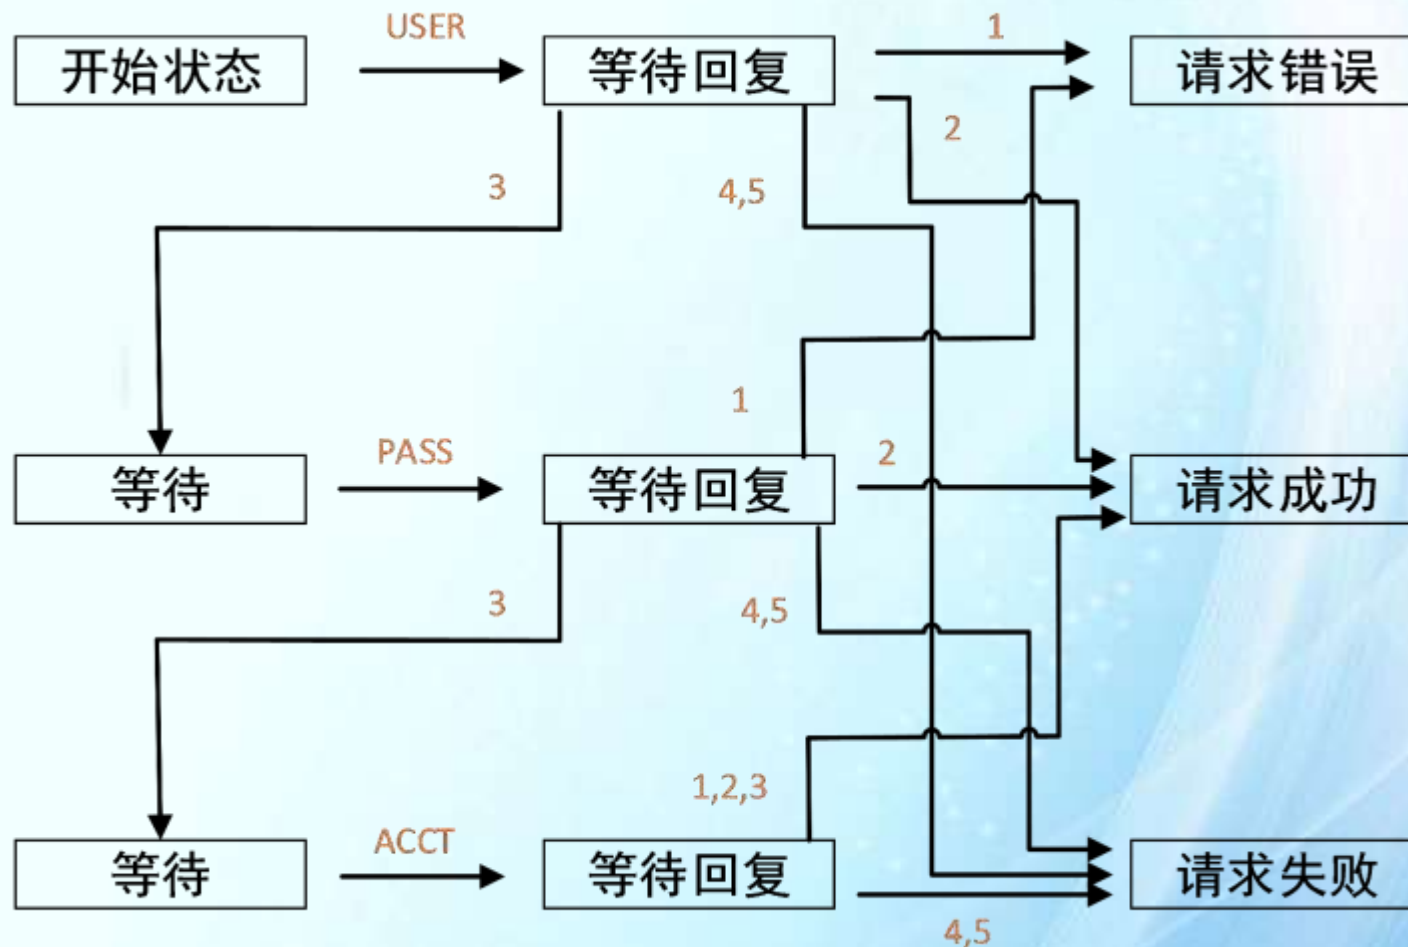 USER
1
开始状态
等待回复
请求错误
2
3
4,5
1
PASS
2
等待
等待回复
请求成功
3
4,5
1,2,3
ACCT
等待
等待回复
请求失败
4,5